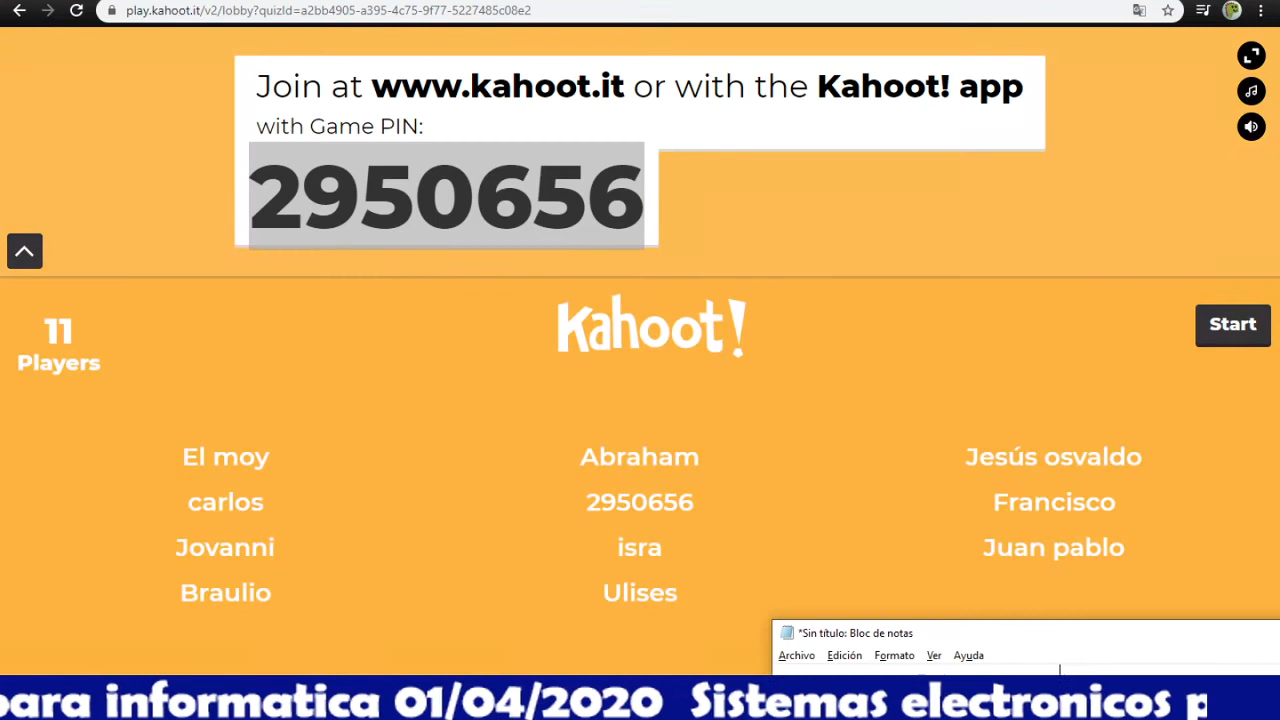 play.kahoot.it/v2/lobby?quizId=a2bb4905-a395-4c75-9f77-5227485c08e2
Join at www.kahoot.it or with the Kahoot! app
with Game PIN:
2950656
11
Players
Kahoot!
Start
El moy
Abraham
Jesús osvaldo
carlos
2950656
Francisco
Jovanni
isra
Juan pablo
Braulio
Ulises
*Sin título: Bloc de notas
Archivo Edición Formato Ver Ayuda
para informatica 01/04/2020 Sistemas electronicos p